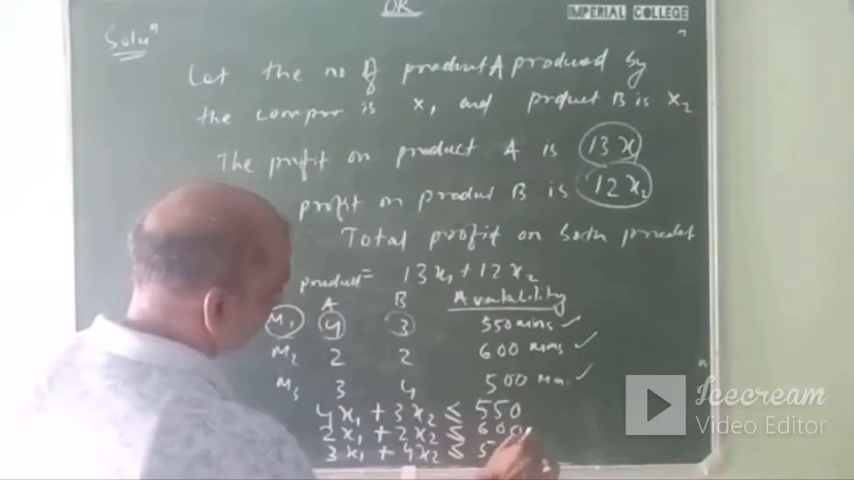 OR
IMPERIAL COLLEGE
Soluⁿ
Let the no of product A produced by
the is x₁ and product B is x₂
The profit on product A is 13x
profit on product B is 12x₂
Total profit on both product
product = 13x₁ + 12x₂
A B Availability
M₁ 4 3 550 mins ✓
M₂ 2 2 600 mins ✓
M₃ 3 4 500 min. ✓
4x₁ + 3x₂ ≤ 550
2x₁ + 2x₂ ≤ 600
3x₁ + 4x₂ ≤ 5
Icecream
Video Editor